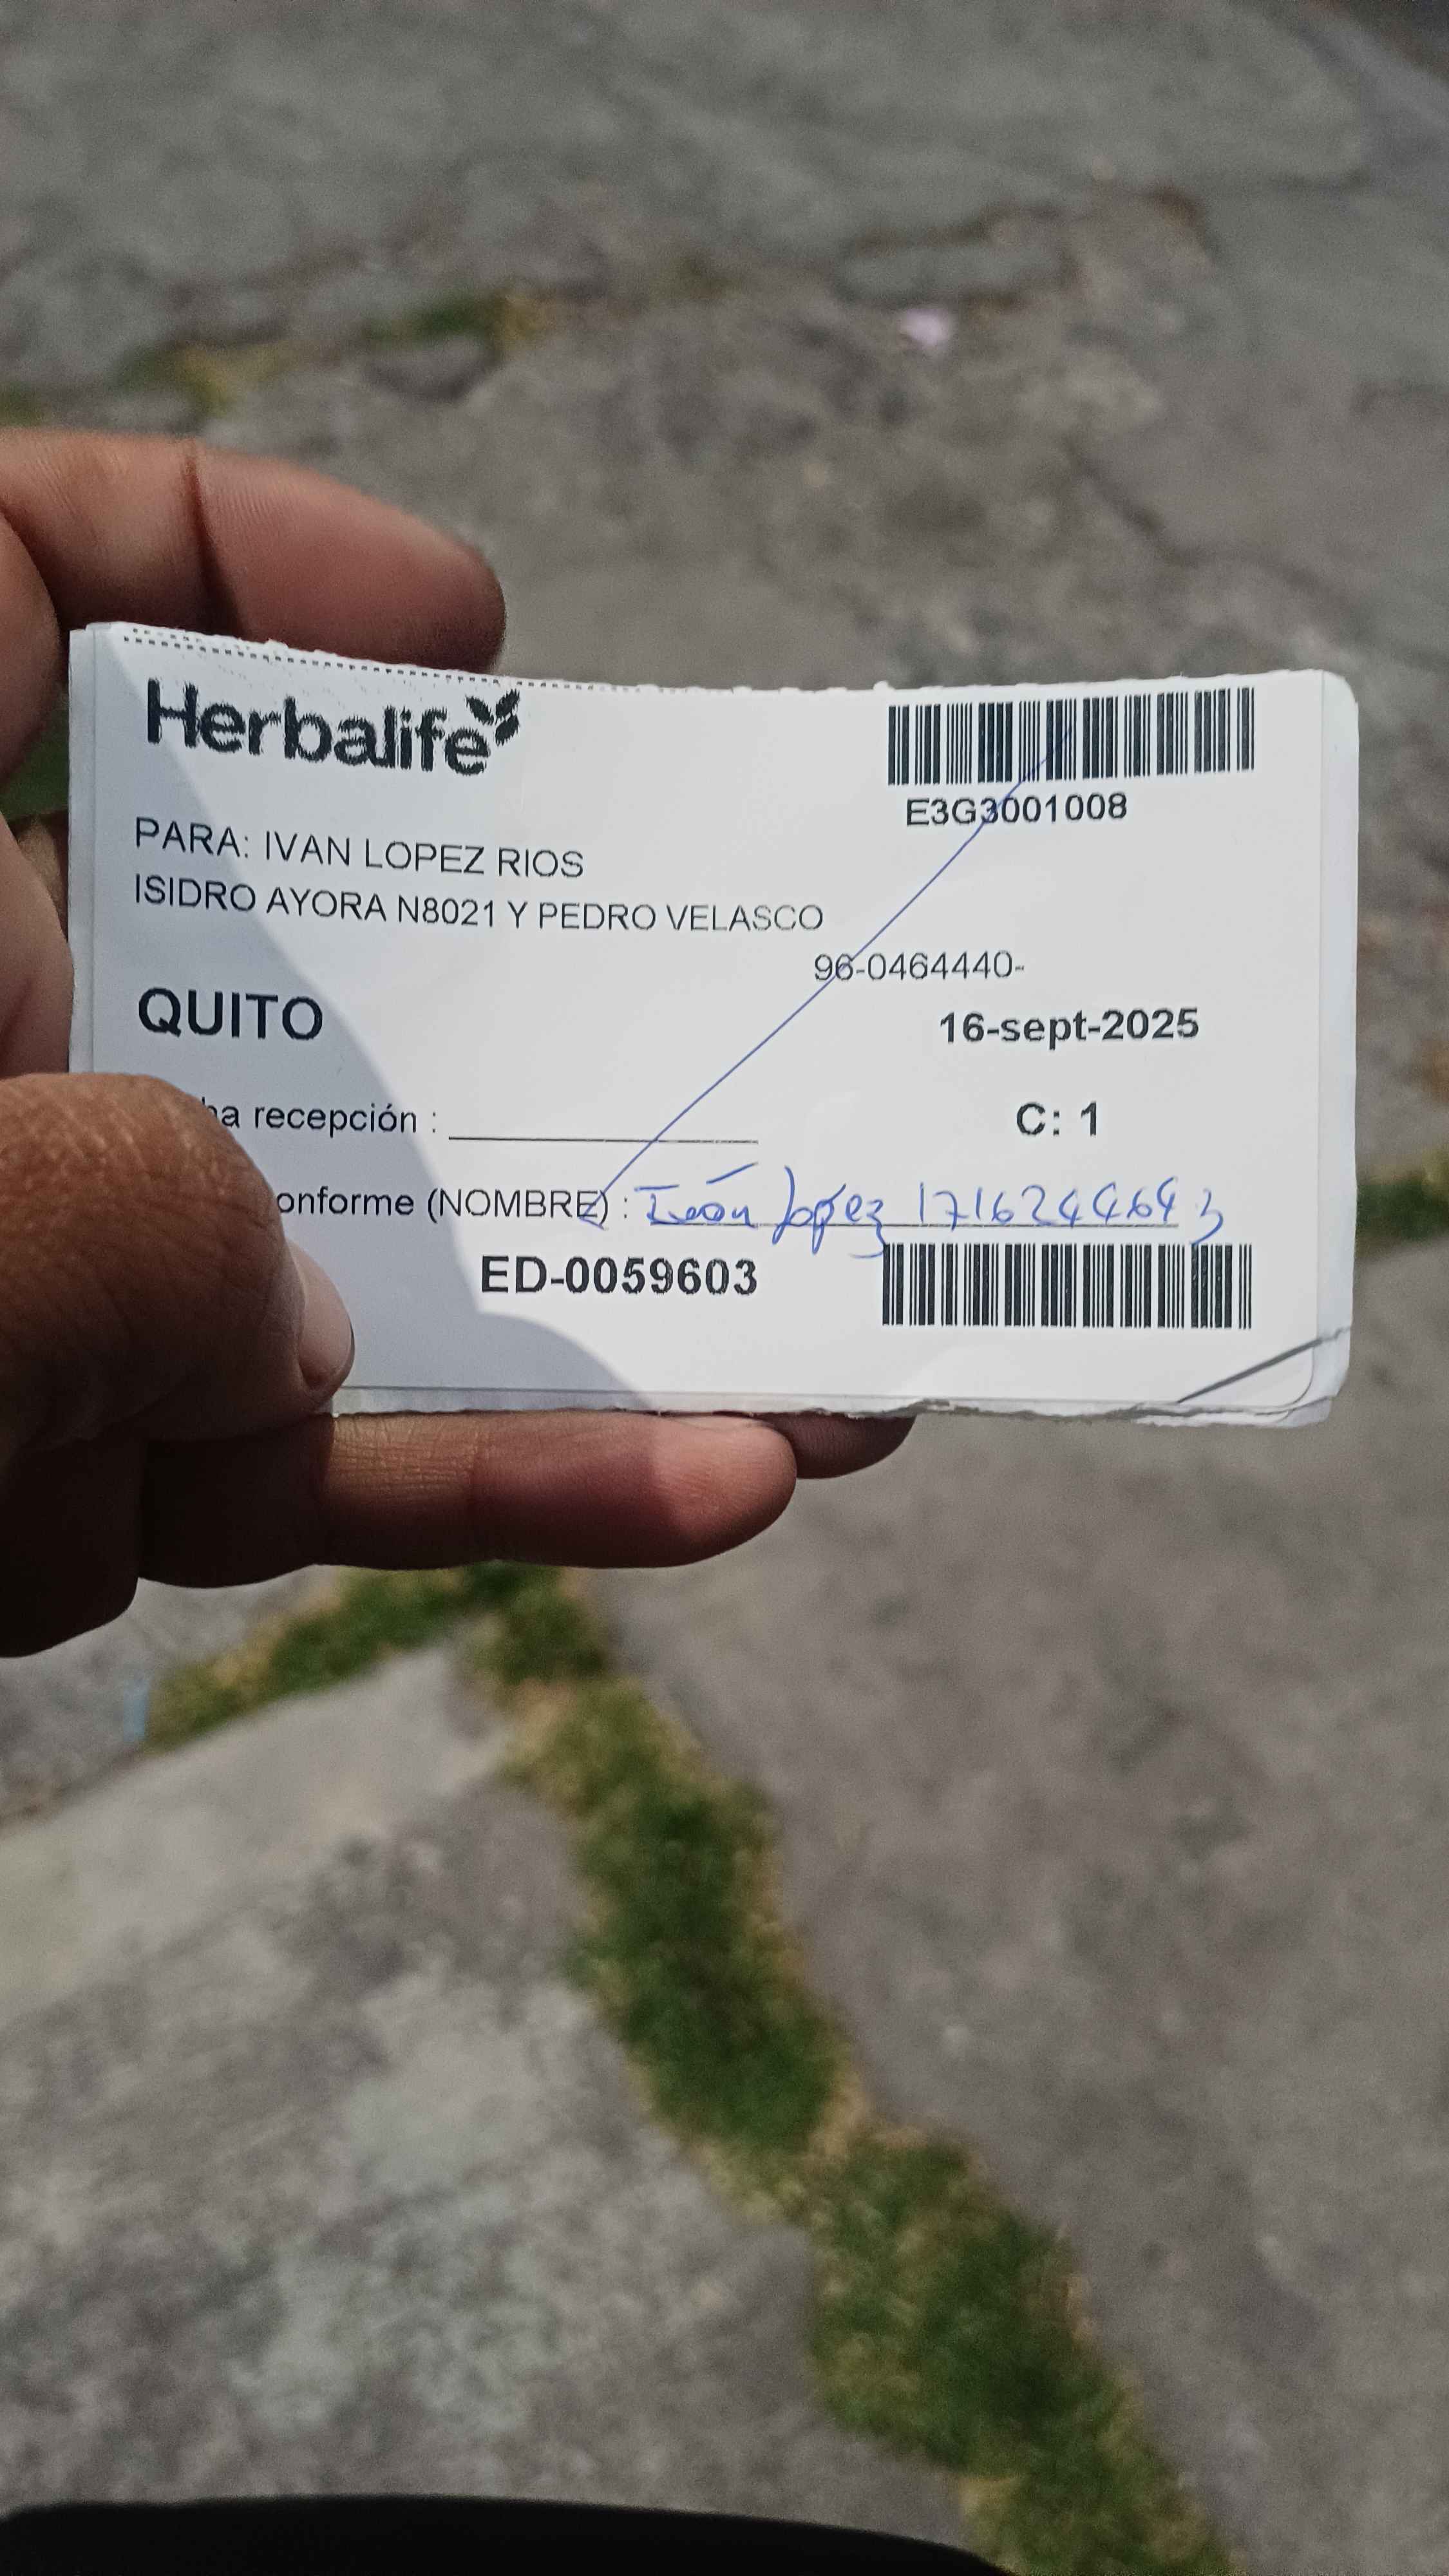 Herbalife
E3G3001008
PARA: IVAN LOPEZ RIOS
ISIDRO AYORA N8021 Y PEDRO VELASCO
96-0464440-
QUITO
16-sept-2025
ha recepción :
C: 1
onforme (NOMBRE) : Iván López 1716244643
ED-0059603